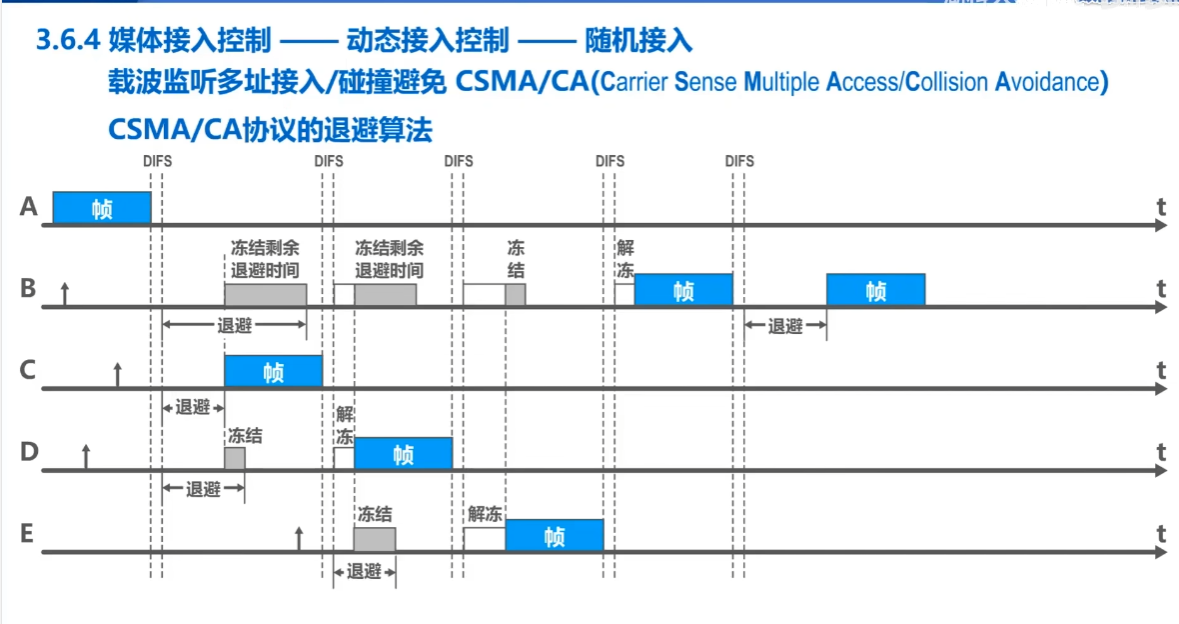 3.6.4 媒体接入控制 —— 动态接入控制 —— 随机接入
载波监听多址接入/碰撞避免 CSMA/CA(Carrier Sense Multiple Access/Collision Avoidance)
CSMA/CA协议的退避算法
DIFS DIFS DIFS DIFS DIFS
A 帧 t
冻结剩余
退避时间
冻结剩余
退避时间
冻
结
解
冻
B 帧 帧 t
退避 退避
C 帧 t
退避
冻结
解
冻
D 帧 t
退避
冻结 解冻
E 帧 t
退避